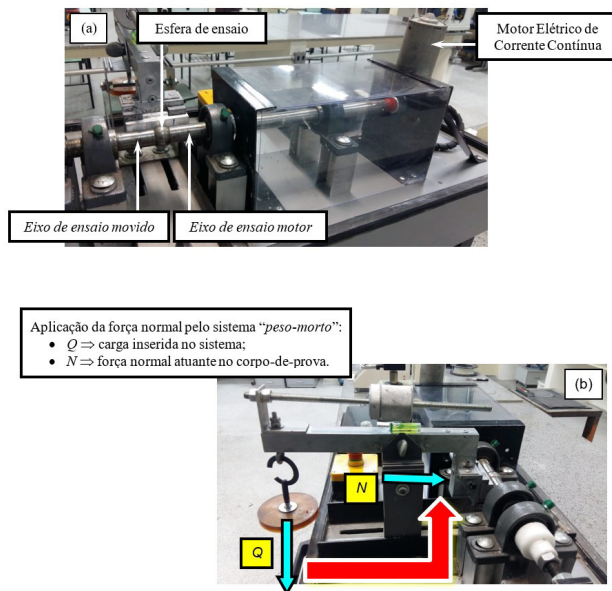 (a)
Esfera de ensaio
Motor Elétrico de
Corrente Contínua
Eixo de ensaio movido
Eixo de ensaio motor
Aplicação da força normal pelo sistema “peso-morto”:
• Q ⇒ carga inserida no sistema;
• N ⇒ força normal atuante no corpo-de-prova.
(b)
N
Q